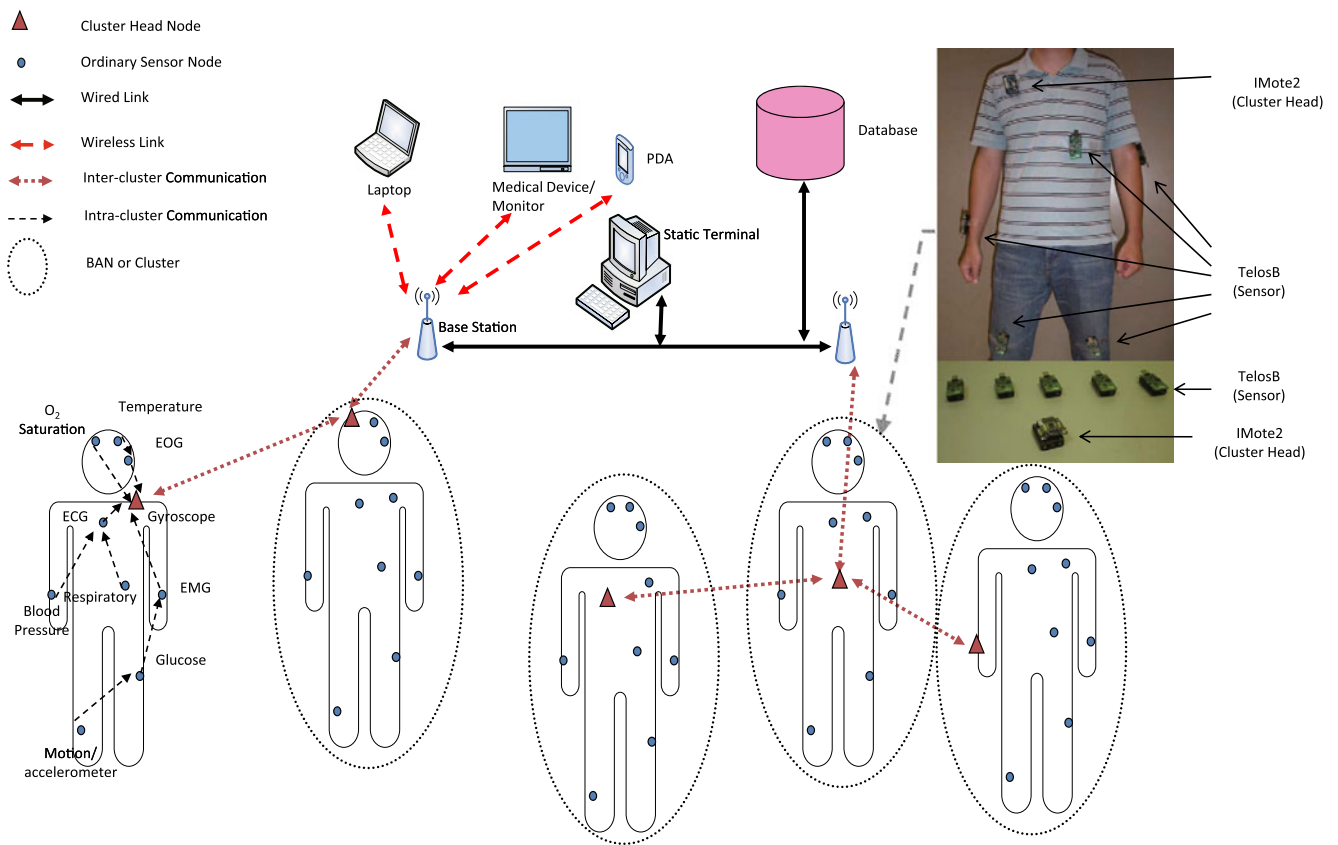 Cluster Head Node
Ordinary Sensor Node
Wired Link
Wireless Link
Inter-cluster Communication
Intra-cluster Communication
BAN or Cluster
Laptop
Medical Device/
Monitor
PDA
Static Terminal
Database
Base Station
IMote2
(Cluster Head)
TelosB
(Sensor)
TelosB
(Sensor)
IMote2
(Cluster Head)
O2
Saturation
Temperature
EOG
ECG
Gyroscope
EMG
Respiratory
Blood
Pressure
Glucose
Motion/
accelerometer